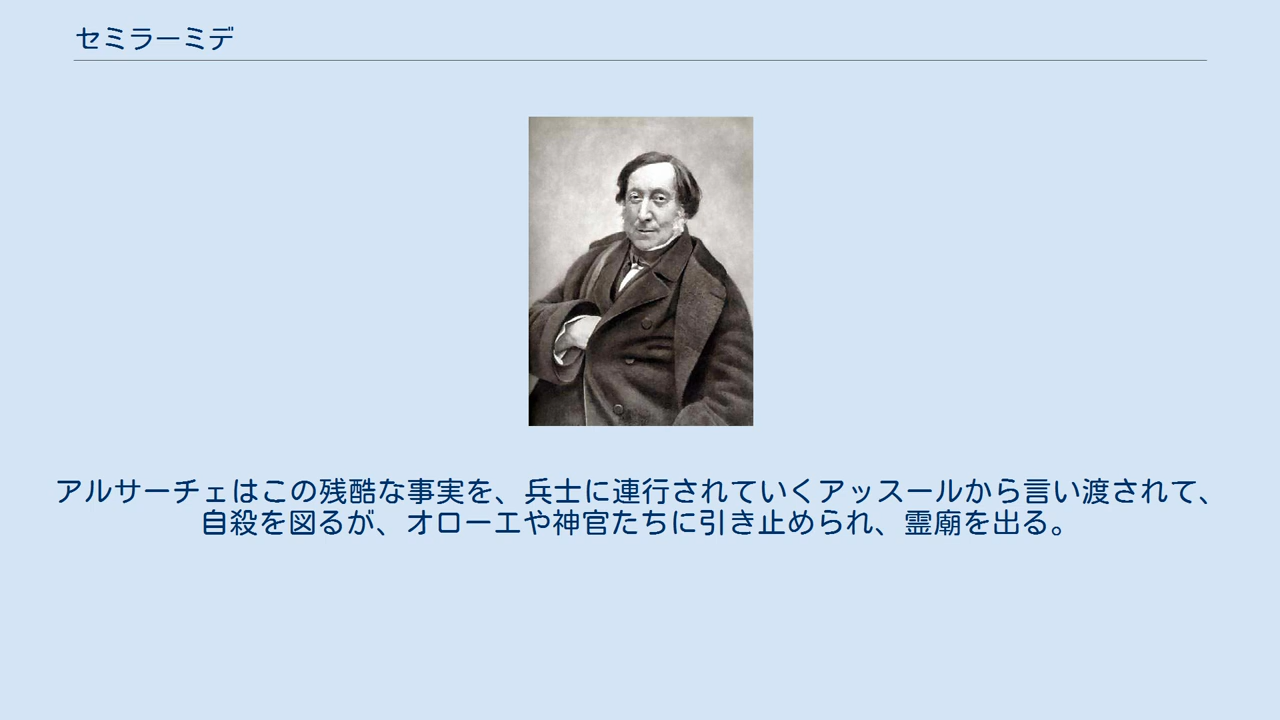 セミラーミデ
アルサーチェはこの残酷な事実を、兵士に連行されていくアッスールから言い渡されて、
自殺を図るが、オローエや神官たちに引き止められ、霊廟を出る。